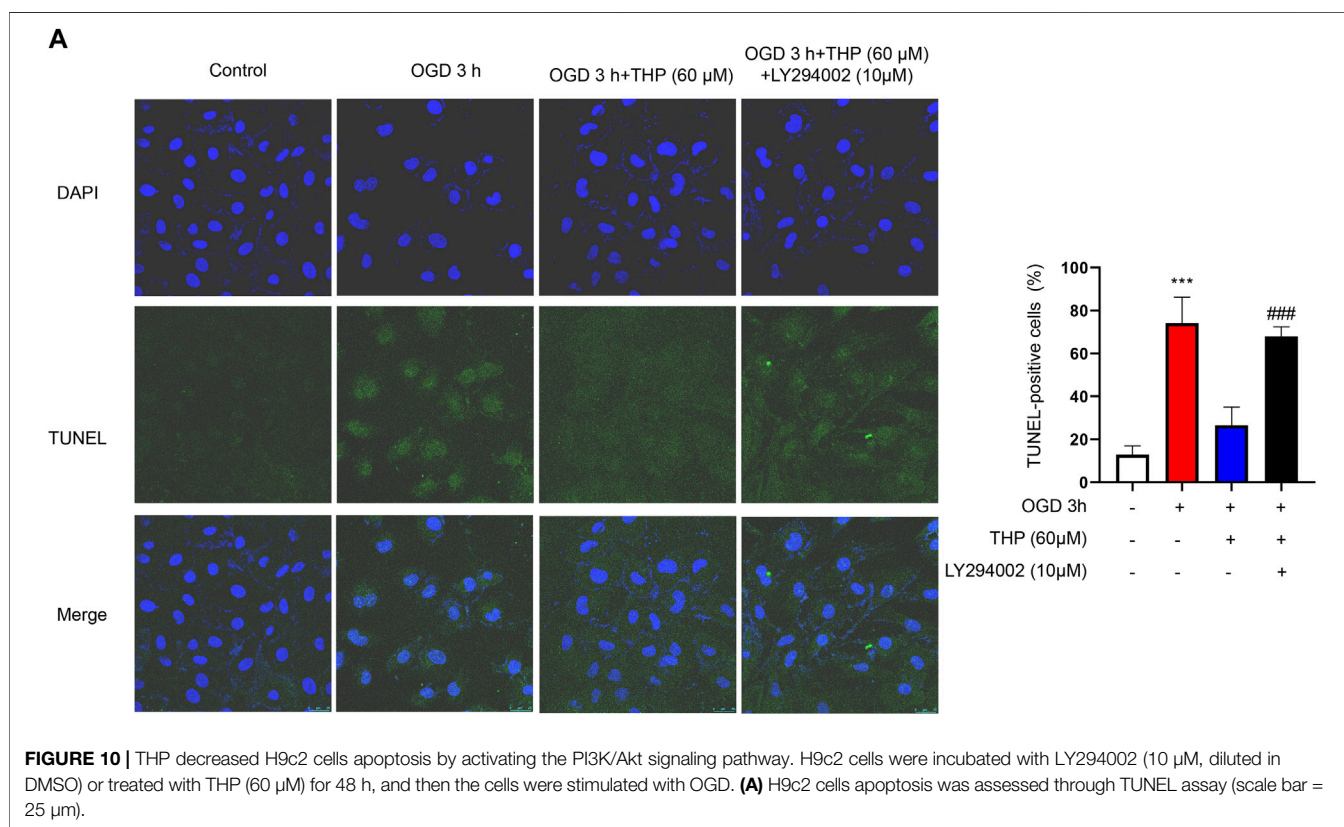 A
Control
OGD 3 h
OGD 3 h+THP (60 µM)
OGD 3 h+THP (60 µM)
+LY294002 (10µM)
DAPI
TUNEL
Merge
TUNEL-positive cells (%)
100
80
60
40
20
0
***
###
OGD 3h - + + +
THP (60µM) - - + +
LY294002 (10µM) - - - +
FIGURE 10 | THP decreased H9c2 cells apoptosis by activating the PI3K/Akt signaling pathway. H9c2 cells were incubated with LY294002 (10 µM, diluted in
DMSO) or treated with THP (60 µM) for 48 h, and then the cells were stimulated with OGD. (A) H9c2 cells apoptosis was assessed through TUNEL assay (scale bar =
25 µm).